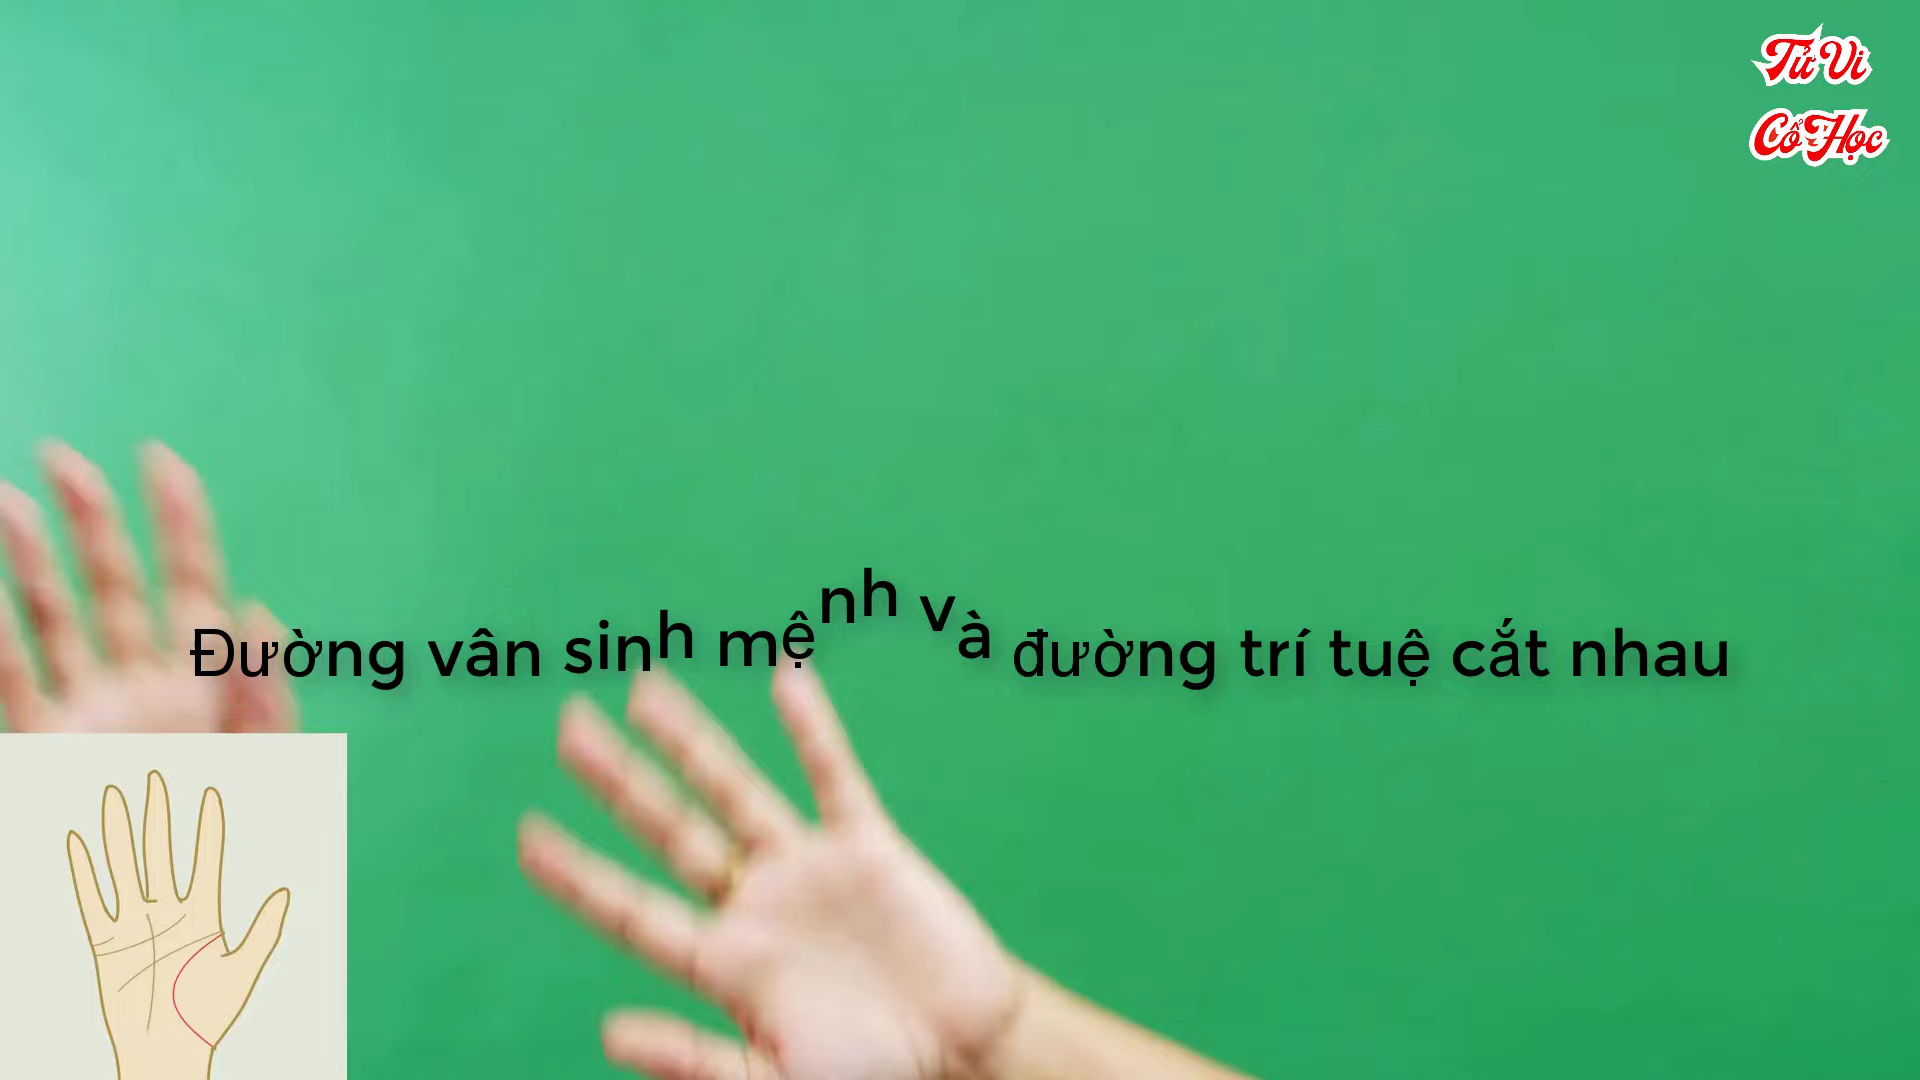 Tử Vi
Cổ Học
Đường vân sinh mệnh và đường trí tuệ cắt nhau